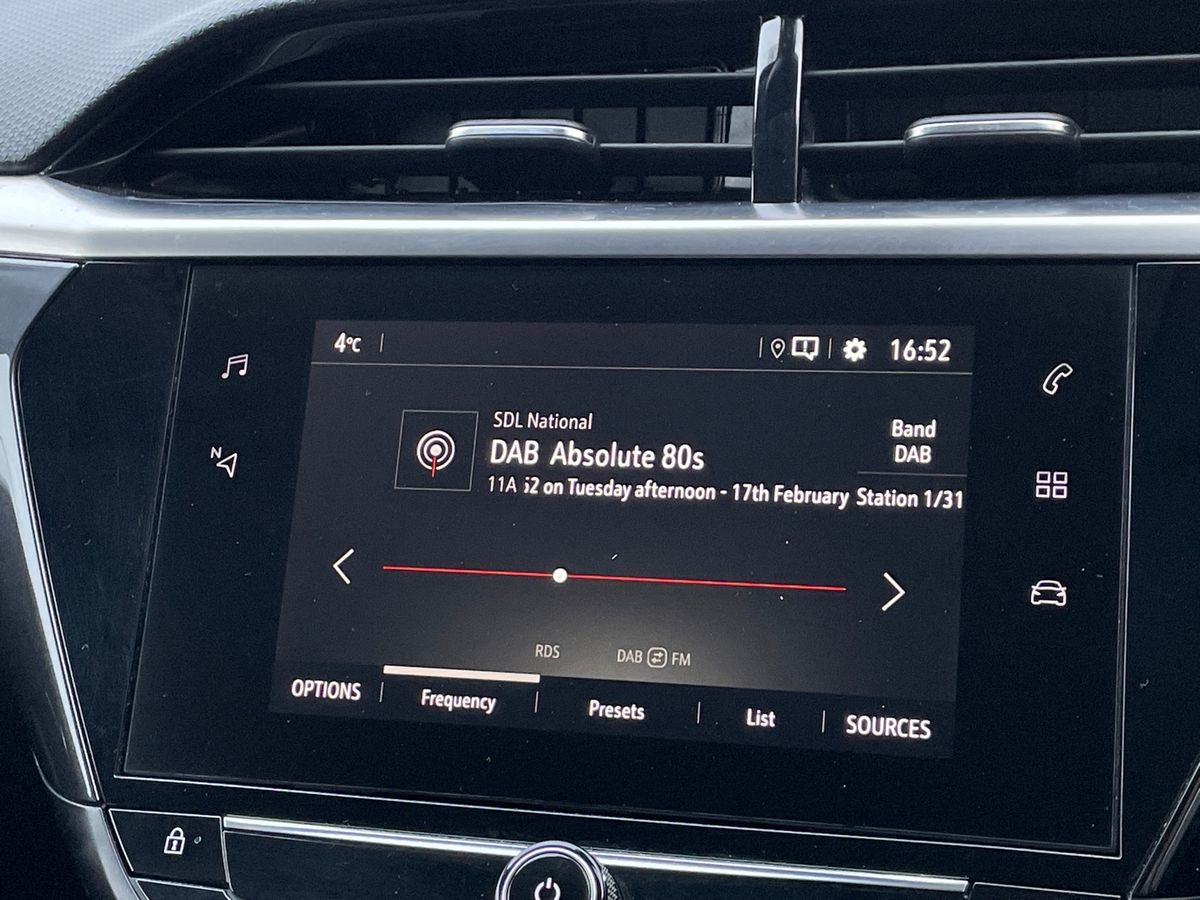 4°C 16:52
SDL National
DAB Absolute 80s
Band
DAB
11A 52 on Tuesday afternoon - 17th February Station 1/31
N
RDS DAB FM
OPTIONS Frequency Presets List SOURCES